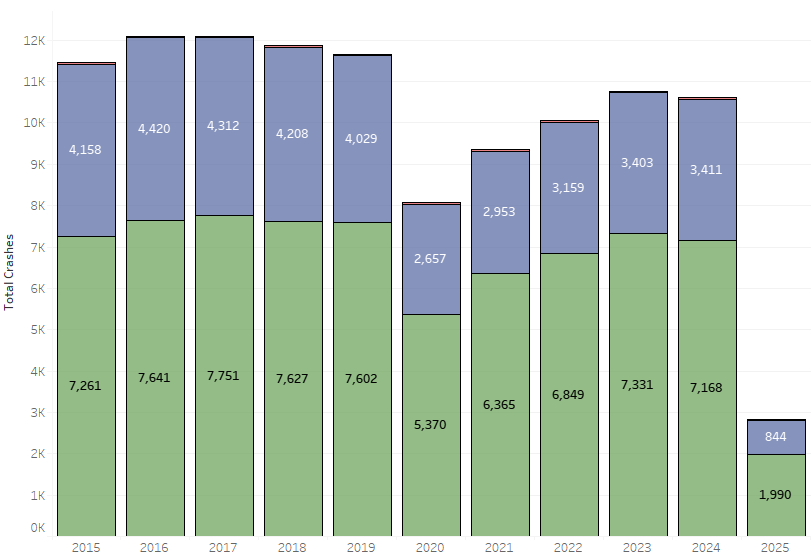 Total Crashes
12K
11K
10K
9K
8K
7K
6K
5K
4K
3K
2K
1K
0K
4,158
4,420
4,312
4,208
4,029
2,657
2,953
3,159
3,403
3,411
844
7,261
7,641
7,751
7,627
7,602
5,370
6,365
6,849
7,331
7,168
1,990
2015 2016 2017 2018 2019 2020 2021 2022 2023 2024 2025